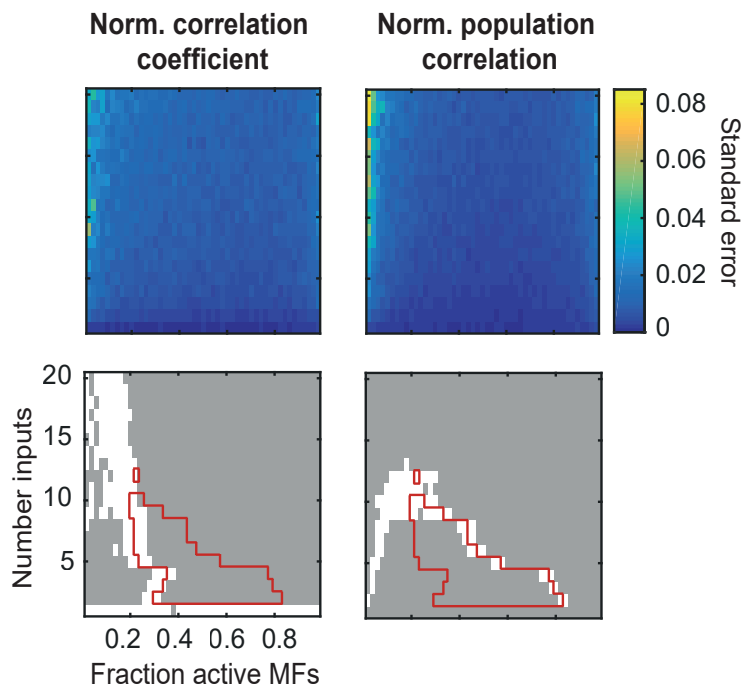 Norm. correlation
coefficient
Norm. population
correlation
0.08
0.06
0.04
0.02
0
Standard error
20
15
10
5
Number inputs
0.2 0.4 0.6 0.8
Fraction active MFs